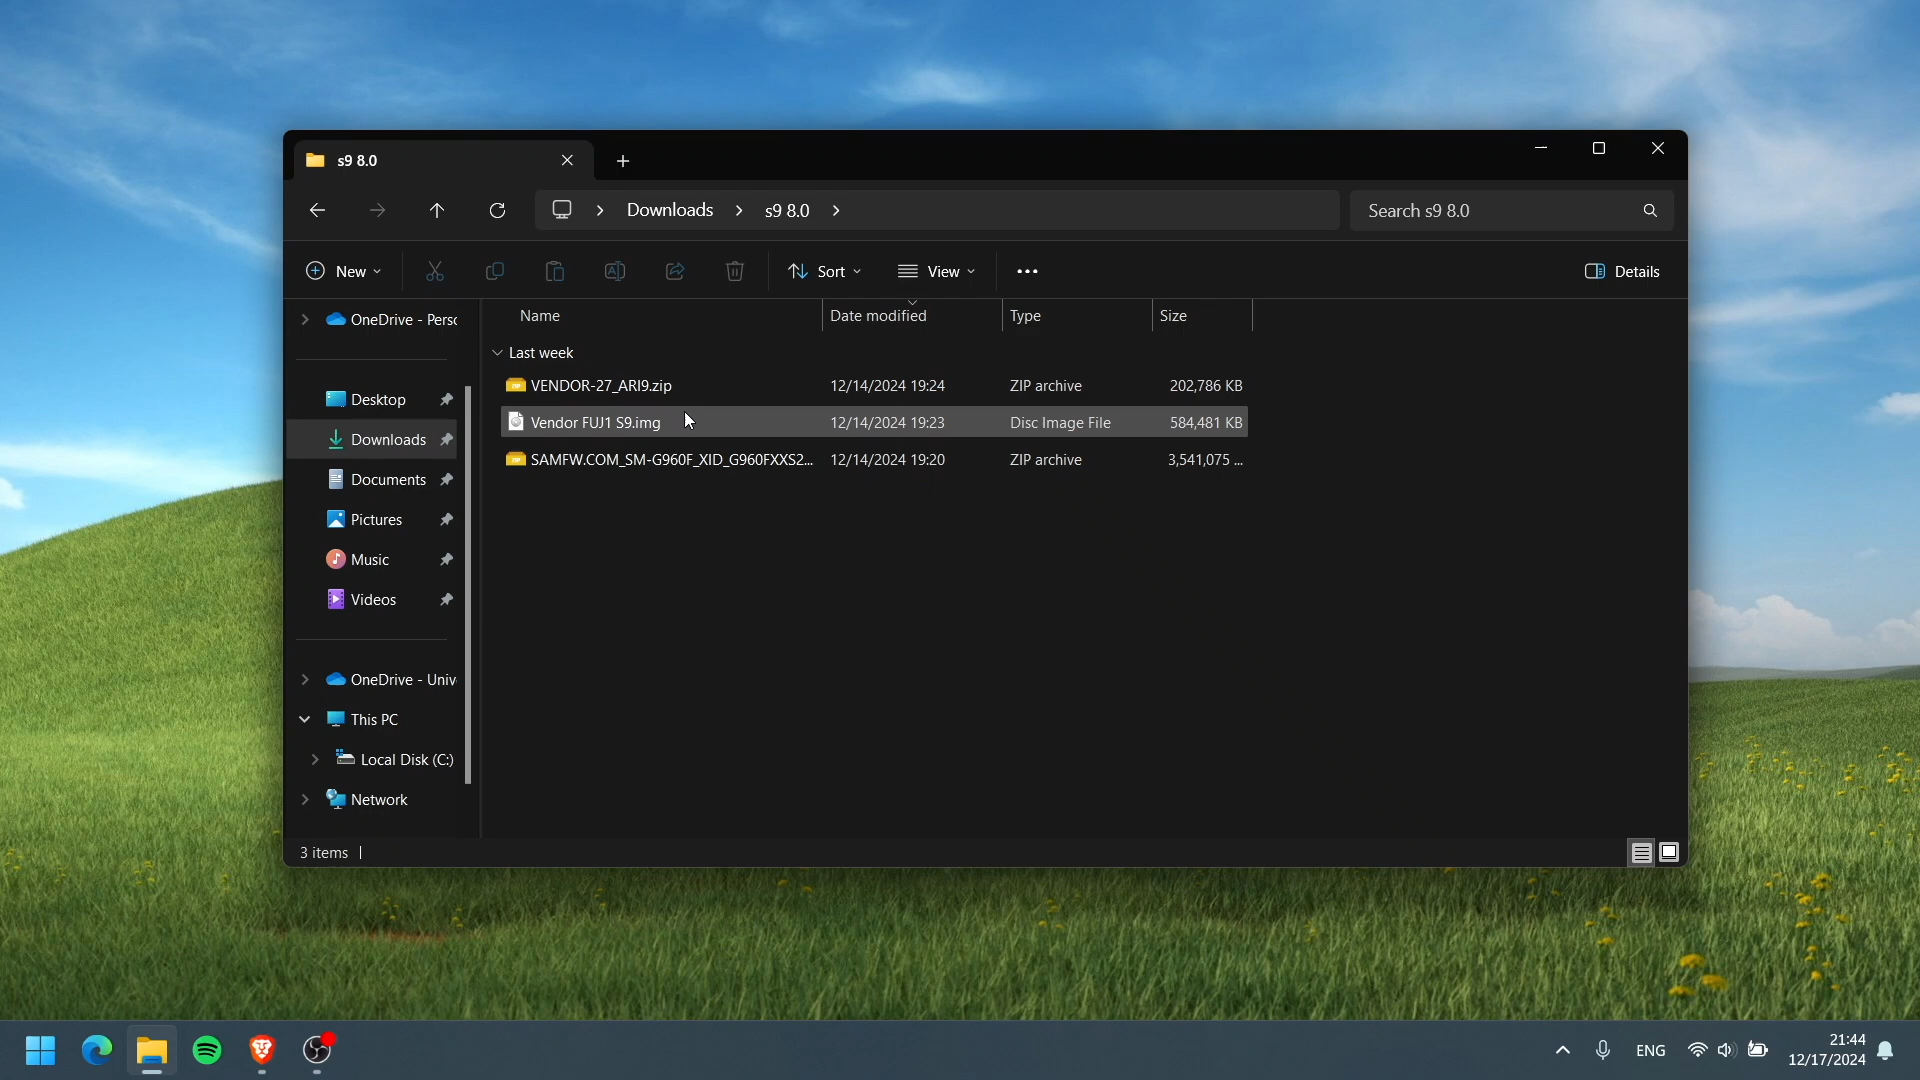 s9 8.0
Downloads
s9 8.0
Search s9 8.0
New
Sort
View
Details
OneDrive - Perso
Desktop
Downloads
Documents
Pictures
Music
Videos
OneDrive - Univ
This PC
Local Disk (C:)
Network
Name Date modified Type Size
Last week
VENDOR-27_ARI9.zip 12/14/2024 19:24 ZIP archive 202,786 KB
Vendor FUJ1 S9.img 12/14/2024 19:23 Disc Image File 584,481 KB
SAMFW.COM_SM-G960F_XID_G960FXXS2... 12/14/2024 19:20 ZIP archive 3,541,075 ...
3 items
ENG
21:44
12/17/2024